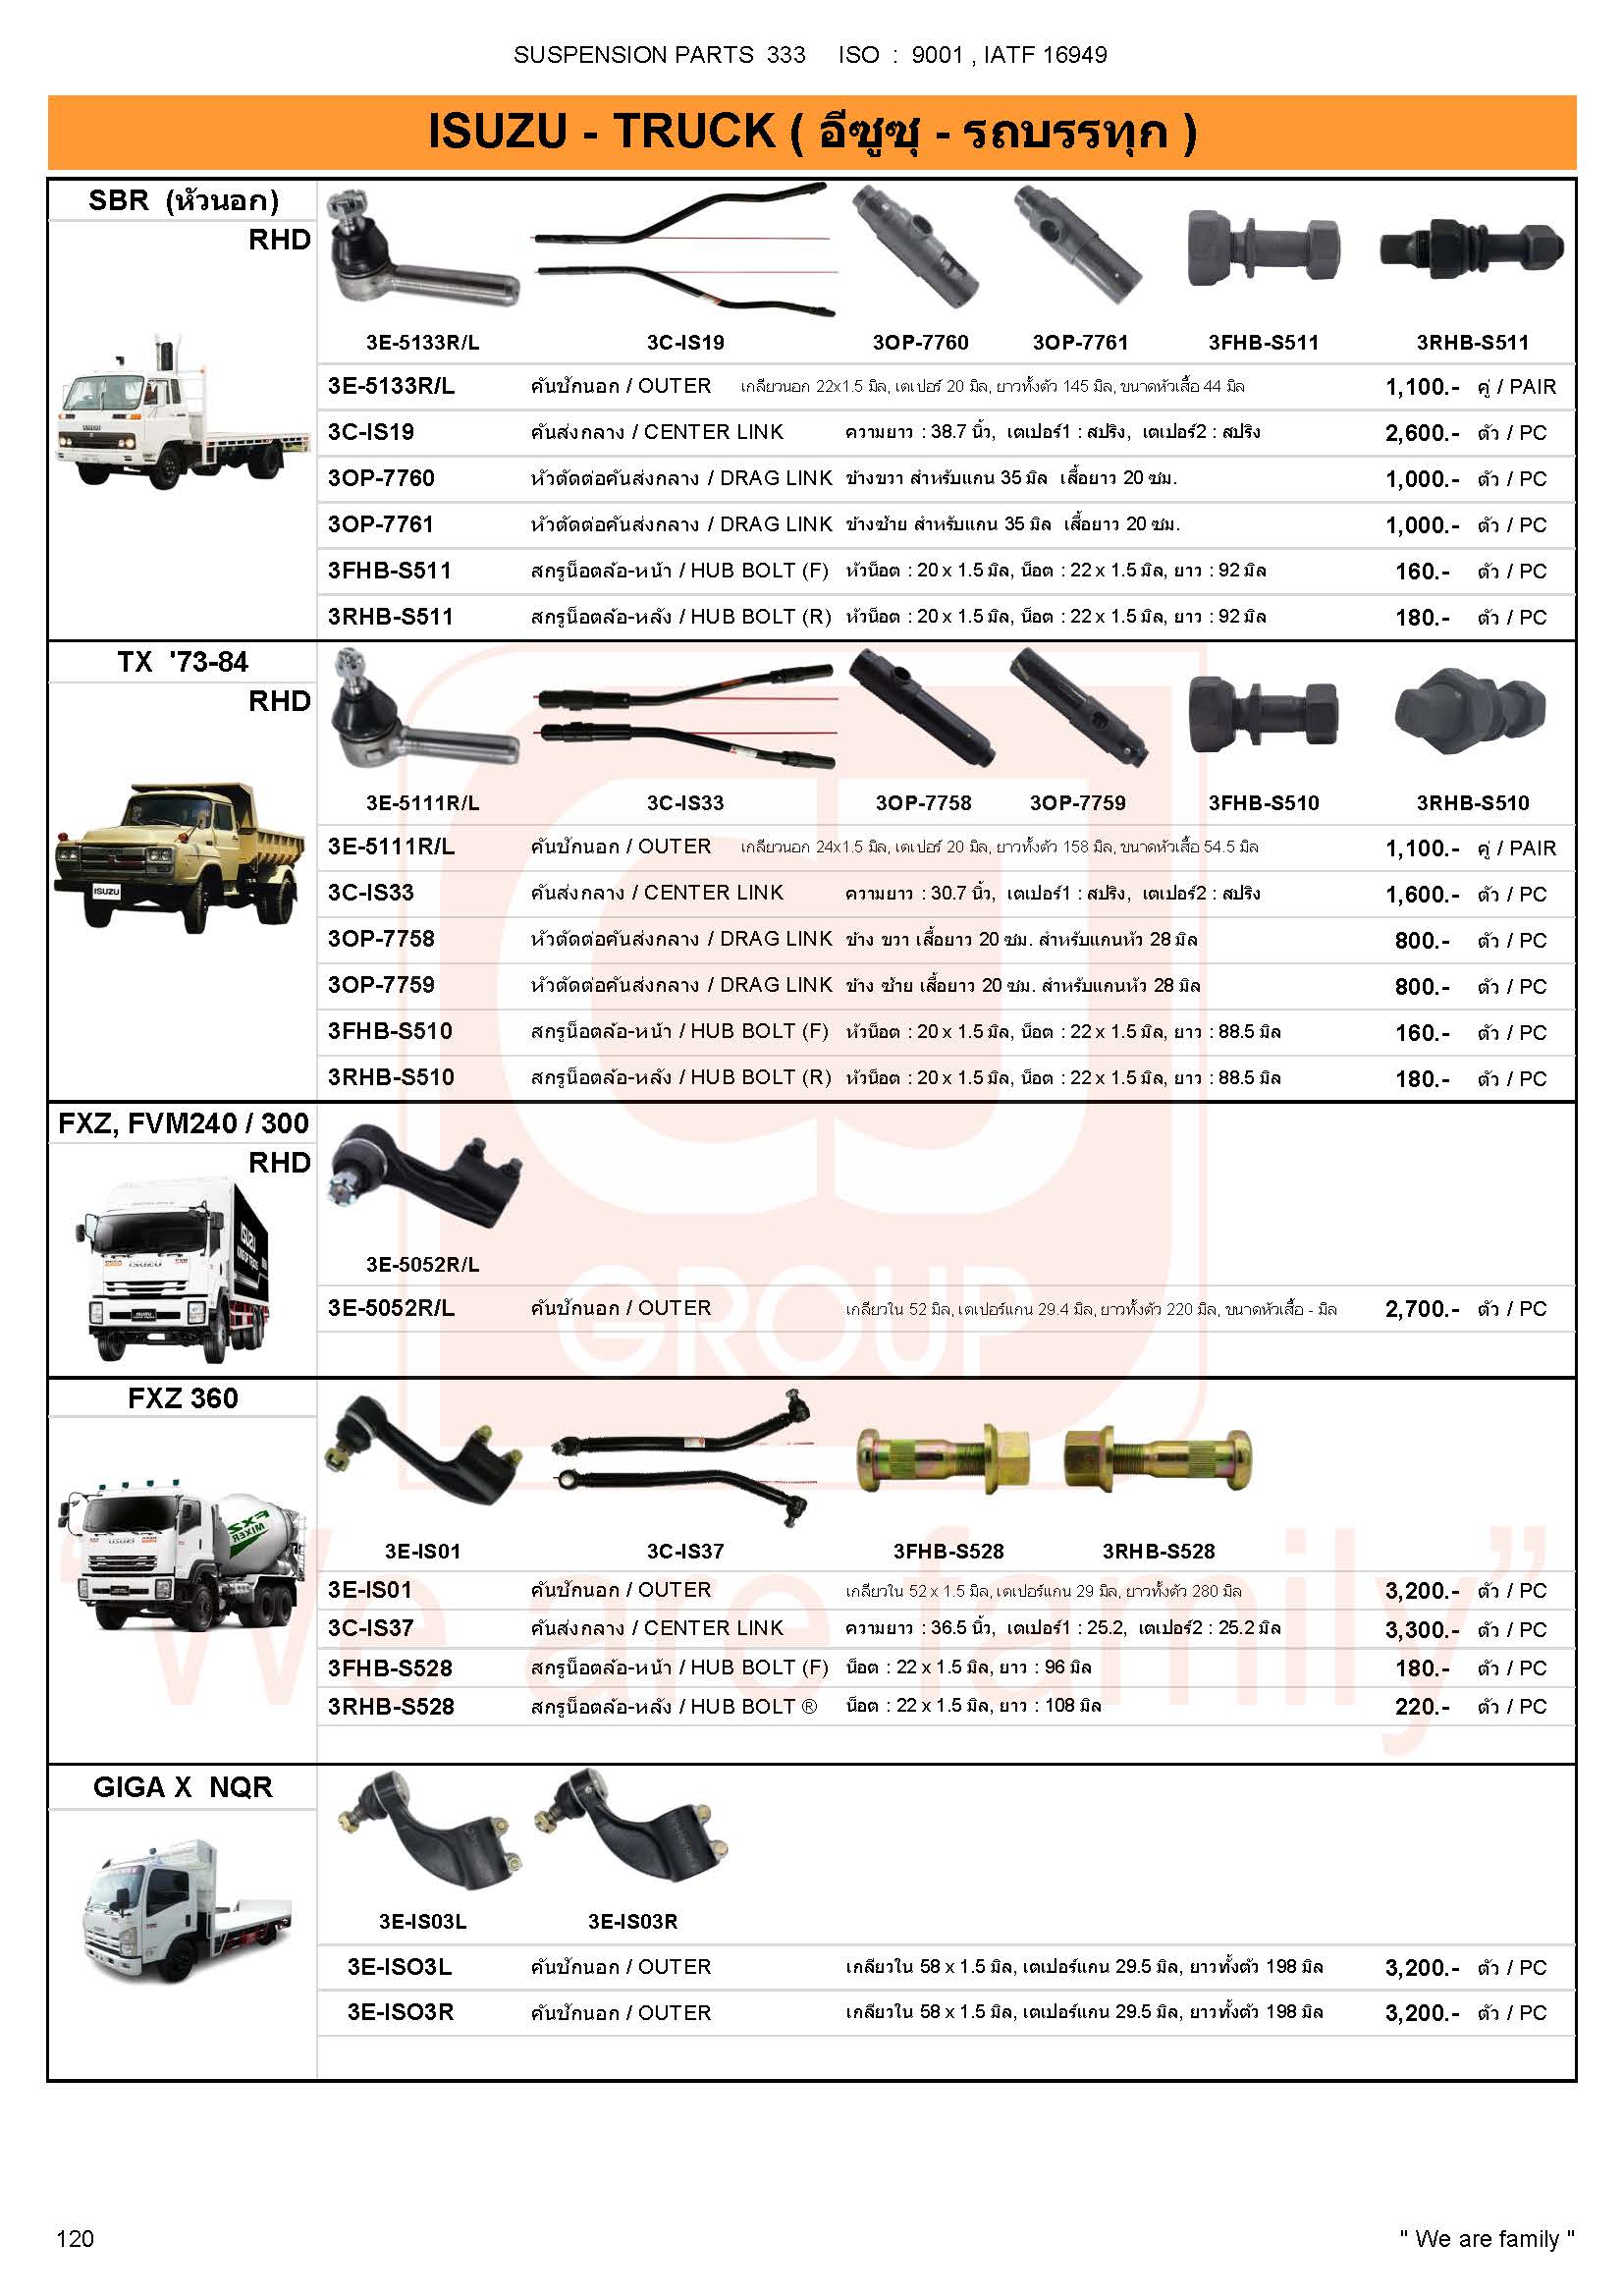 SUSPENSION PARTS 333 ISO : 9001 , IATF 16949
ISUZU - TRUCK ( อีซูซุ - รถบรรทุก )
SBR (หัวนอก)
RHD
3E-5133R/L 3C-IS19 3OP-7760 3OP-7761 3FHB-S511 3RHB-S511
3E-5133R/L คันชักนอก / OUTER เกลียวนอก 22x1.5 มิล, เตเปอร์ 20 มิล, ยาวทั้งตัว 145 มิล, ขนาดหัวเสื้อ 44 มิล 1,100.- คู่ / PAIR
3C-IS19 คันส่งกลาง / CENTER LINK ความยาว : 38.7 นิ้ว, เตเปอร์1 : สปริง, เตเปอร์2 : สปริง 2,600.- ตัว / PC
3OP-7760 หัวตัดต่อคันส่งกลาง / DRAG LINK ข้างขวา สำหรับแกน 35 มิล เสื้อยาว 20 ซม. 1,000.- ตัว / PC
3OP-7761 หัวตัดต่อคันส่งกลาง / DRAG LINK ข้างซ้าย สำหรับแกน 35 มิล เสื้อยาว 20 ซม. 1,000.- ตัว / PC
3FHB-S511 สกรูน็อตล้อ-หน้า / HUB BOLT (F) หัวน็อต : 20 x 1.5 มิล, น็อต : 22 x 1.5 มิล, ยาว : 92 มิล 160.- ตัว / PC
3RHB-S511 สกรูน็อตล้อ-หลัง / HUB BOLT (R) หัวน็อต : 20 x 1.5 มิล, น็อต : 22 x 1.5 มิล, ยาว : 92 มิล 180.- ตัว / PC
TX '73-84
RHD
ISUZU
3E-5111R/L 3C-IS33 3OP-7758 3OP-7759 3FHB-S510 3RHB-S510
3E-5111R/L คันชักนอก / OUTER เกลียวนอก 24x1.5 มิล, เตเปอร์ 20 มิล, ยาวทั้งตัว 158 มิล, ขนาดหัวเสื้อ 54.5 มิล 1,100.- คู่ / PAIR
3C-IS33 คันส่งกลาง / CENTER LINK ความยาว : 30.7 นิ้ว, เตเปอร์1 : สปริง, เตเปอร์2 : สปริง 1,600.- ตัว / PC
3OP-7758 หัวตัดต่อคันส่งกลาง / DRAG LINK ข้าง ขวา เสื้อยาว 20 ซม. สำหรับแกนหัว 28 มิล 800.- ตัว / PC
3OP-7759 หัวตัดต่อคันส่งกลาง / DRAG LINK ข้าง ซ้าย เสื้อยาว 20 ซม. สำหรับแกนหัว 28 มิล 800.- ตัว / PC
3FHB-S510 สกรูน็อตล้อ-หน้า / HUB BOLT (F) หัวน็อต : 20 x 1.5 มิล, น็อต : 22 x 1.5 มิล, ยาว : 88.5 มิล 160.- ตัว / PC
3RHB-S510 สกรูน็อตล้อ-หลัง / HUB BOLT (R) หัวน็อต : 20 x 1.5 มิล, น็อต : 22 x 1.5 มิล, ยาว : 88.5 มิล 180.- ตัว / PC
FXZ, FVM240 / 300
RHD
ISUZU
3E-5052R/L
3E-5052R/L คันชักนอก / OUTER เกลียวใน 52 มิล, เตเปอร์แกน 29.4 มิล, ยาวทั้งตัว 220 มิล, ขนาดหัวเสื้อ - มิล 2,700.- ตัว / PC
CJ
GROUP
FXZ 360
FXZ
MIXER
3E-IS01 3C-IS37 3FHB-S528 3RHB-S528
3E-IS01 คันชักนอก / OUTER เกลียวใน 52 x 1.5 มิล, เตเปอร์แกน 29 มิล, ยาวทั้งตัว 280 มิล 3,200.- ตัว / PC
3C-IS37 คันส่งกลาง / CENTER LINK ความยาว : 36.5 นิ้ว, เตเปอร์1 : 25.2, เตเปอร์2 : 25.2 มิล 3,300.- ตัว / PC
3FHB-S528 สกรูน็อตล้อ-หน้า / HUB BOLT (F) น็อต : 22 x 1.5 มิล, ยาว : 96 มิล 180.- ตัว / PC
3RHB-S528 สกรูน็อตล้อ-หลัง / HUB BOLT ® น็อต : 22 x 1.5 มิล, ยาว : 108 มิล 220.- ตัว / PC
“We are family”
GIGA X NQR
3E-IS03L 3E-IS03R
3E-ISO3L คันชักนอก / OUTER เกลียวใน 58 x 1.5 มิล, เตเปอร์แกน 29.5 มิล, ยาวทั้งตัว 198 มิล 3,200.- ตัว / PC
3E-ISO3R คันชักนอก / OUTER เกลียวใน 58 x 1.5 มิล, เตเปอร์แกน 29.5 มิล, ยาวทั้งตัว 198 มิล 3,200.- ตัว / PC
120 " We are family "